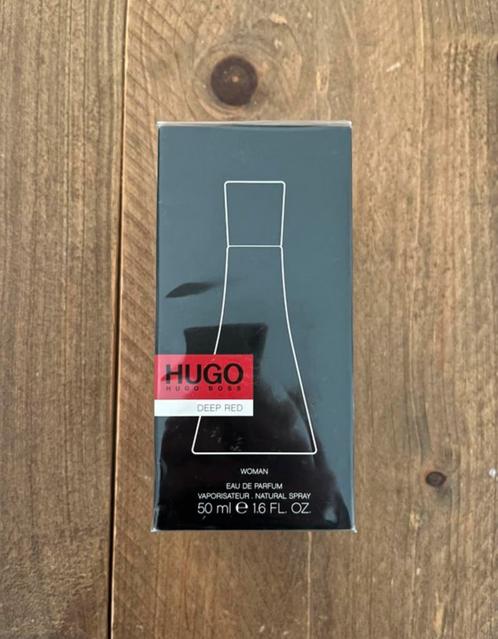 HUGO
HUGO BOSS
DEEP RED
WOMAN
EAU DE PARFUM
VAPORISATEUR . NATURAL SPRAY
50 ml ℮ 1.6 FL. OZ.